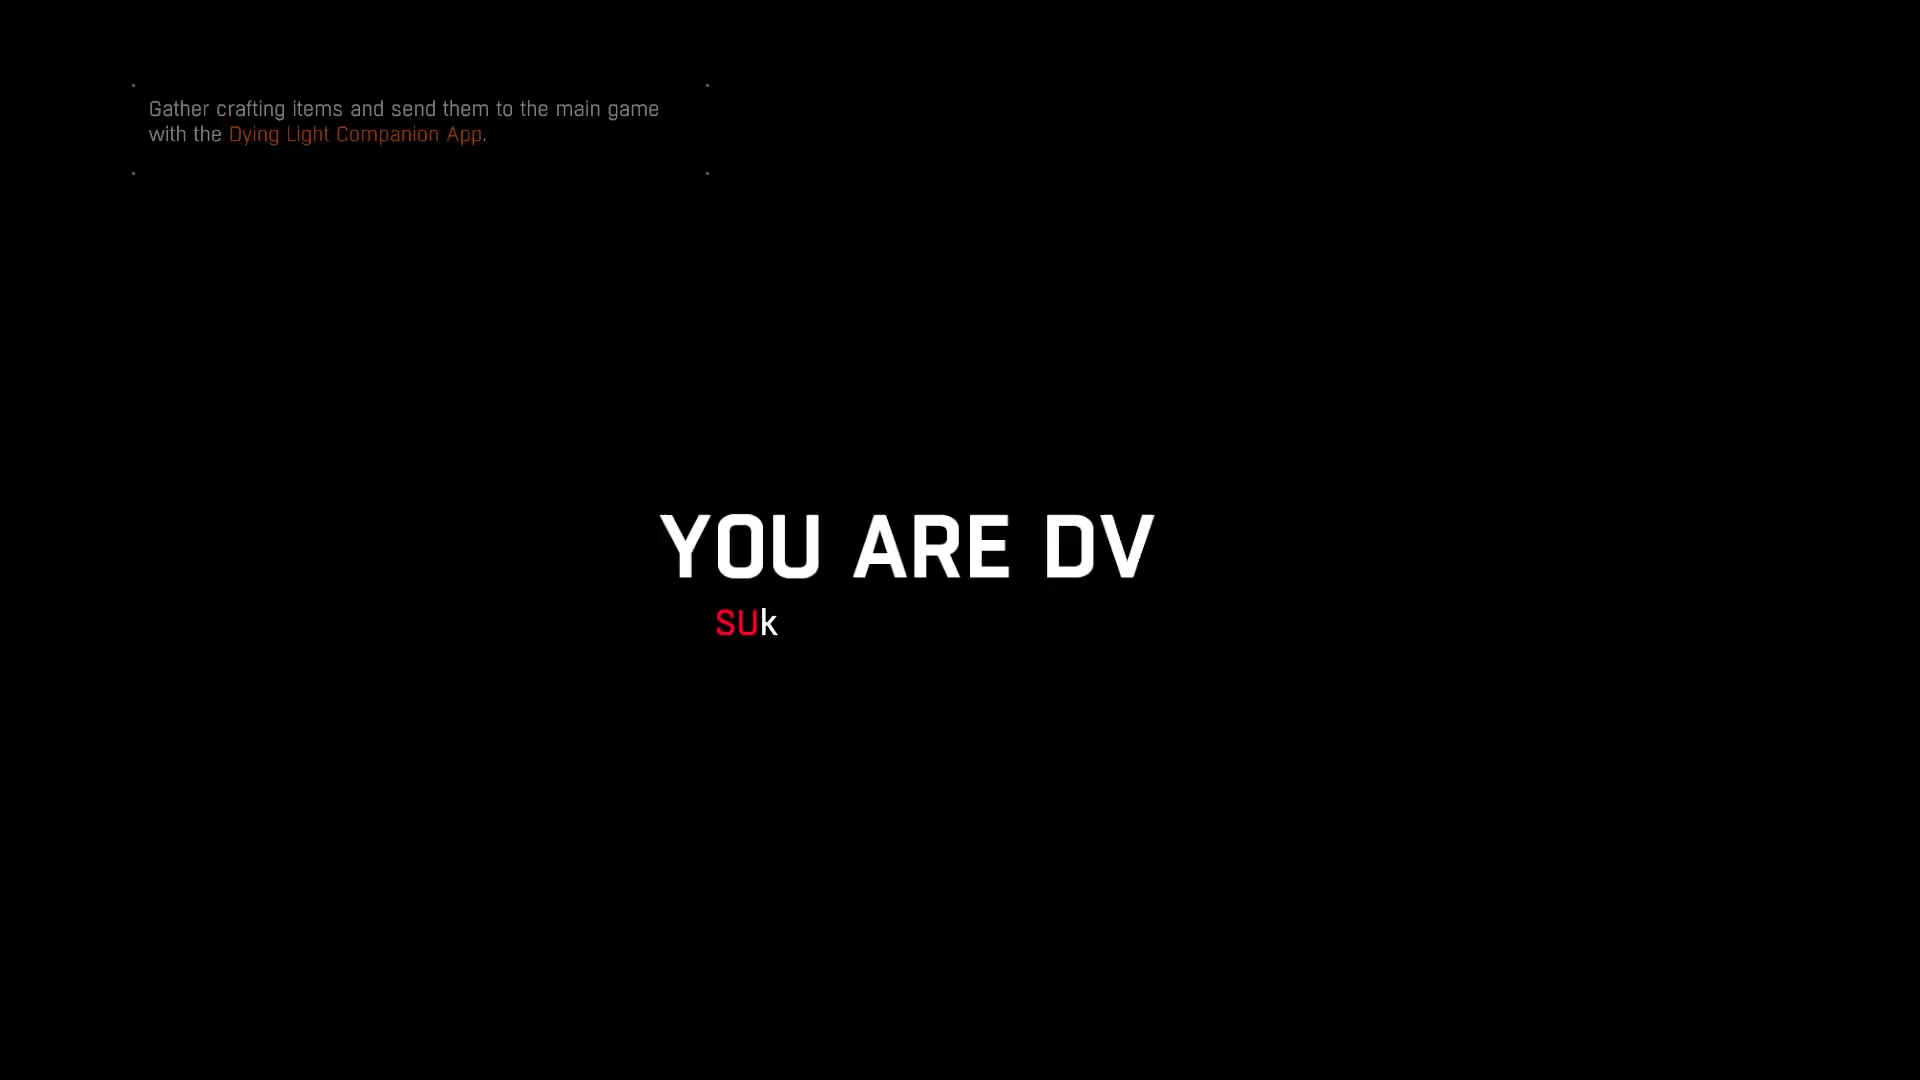 Gather crafting items and send them to the main game
with the Dying Light Companion App.
YOU ARE DV
SUk